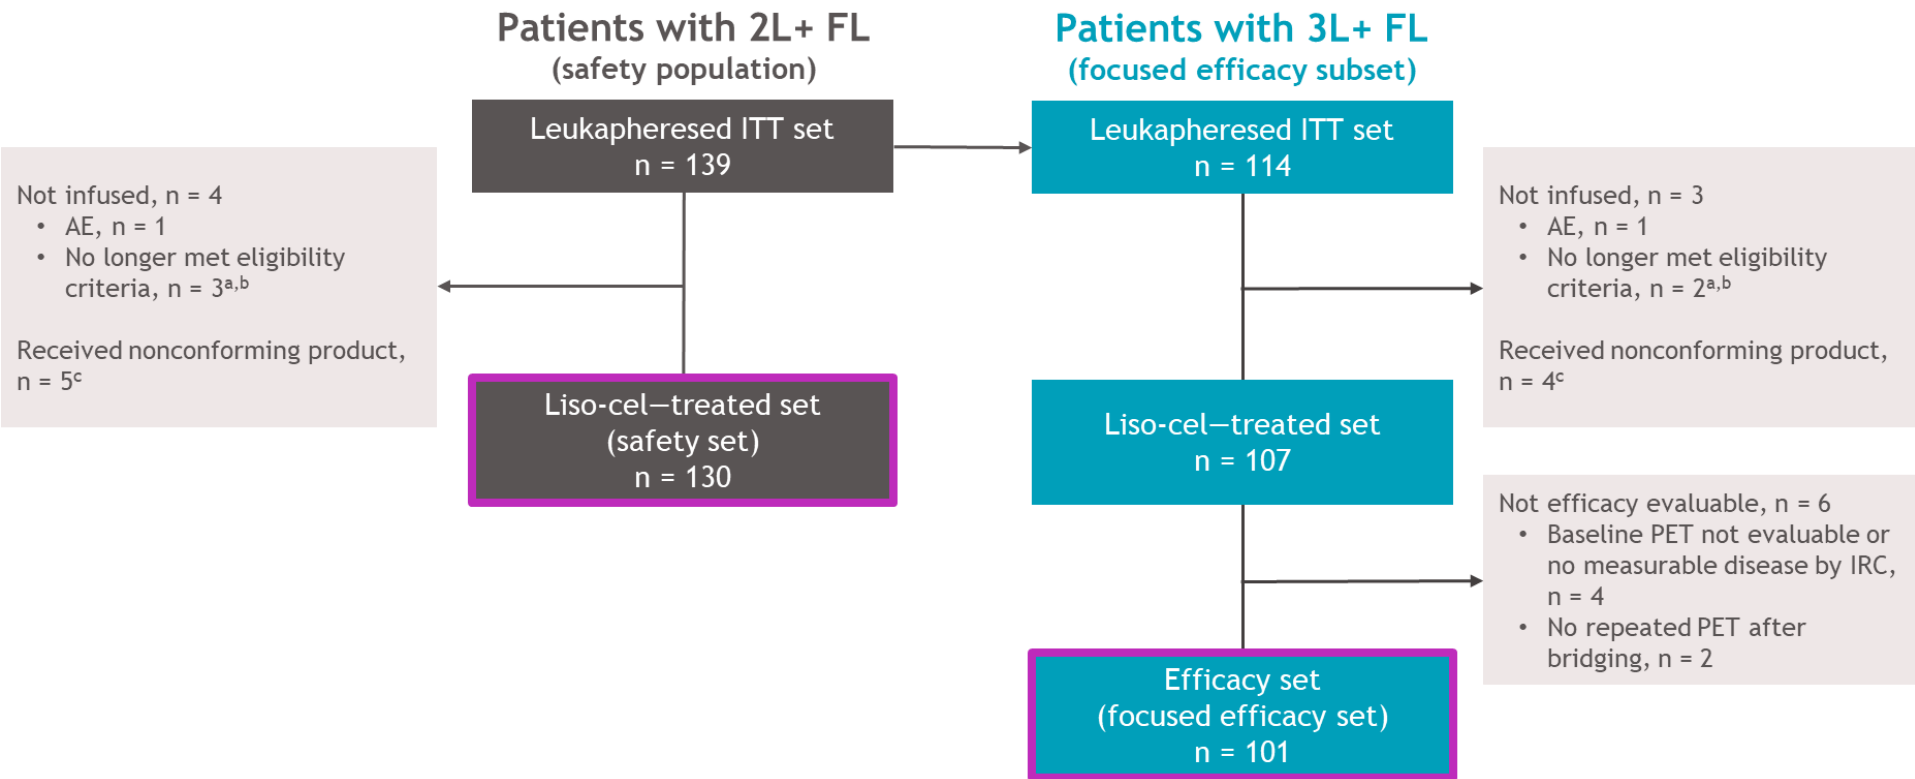 Patients with 2L+ FL
(safety population)
Leukapheresed ITT set
n = 139
Not infused, n = 4
• AE, n = 1
• No longer met eligibility
criteria, n = 3ᵃ,ᵇ
Received nonconforming product,
n = 5ᶜ
Liso-cel—treated set
(safety set)
n = 130
Patients with 3L+ FL
(focused efficacy subset)
Leukapheresed ITT set
n = 114
Not infused, n = 3
• AE, n = 1
• No longer met eligibility
criteria, n = 2ᵃ,ᵇ
Received nonconforming product,
n = 4ᶜ
Liso-cel—treated set
n = 107
Not efficacy evaluable, n = 6
• Baseline PET not evaluable or
no measurable disease by IRC,
n = 4
• No repeated PET after
bridging, n = 2
Efficacy set
(focused efficacy set)
n = 101